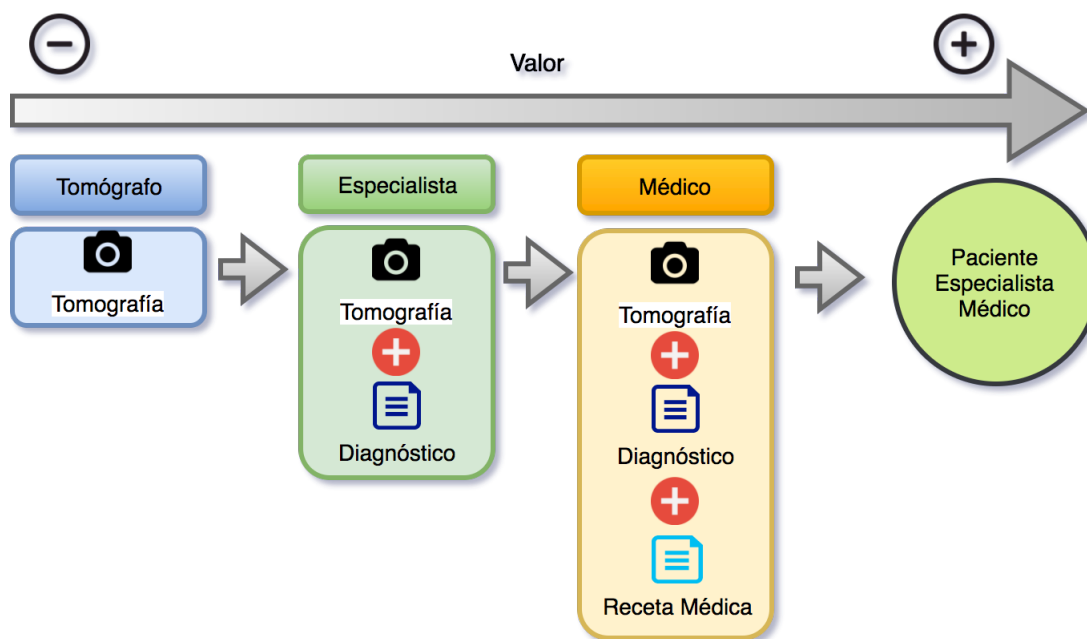 Valor
Tomógrafo
Especialista
Médico
Tomografía
Tomografía
Diagnóstico
Tomografía
Diagnóstico
Receta Médica
Paciente
Especialista
Médico